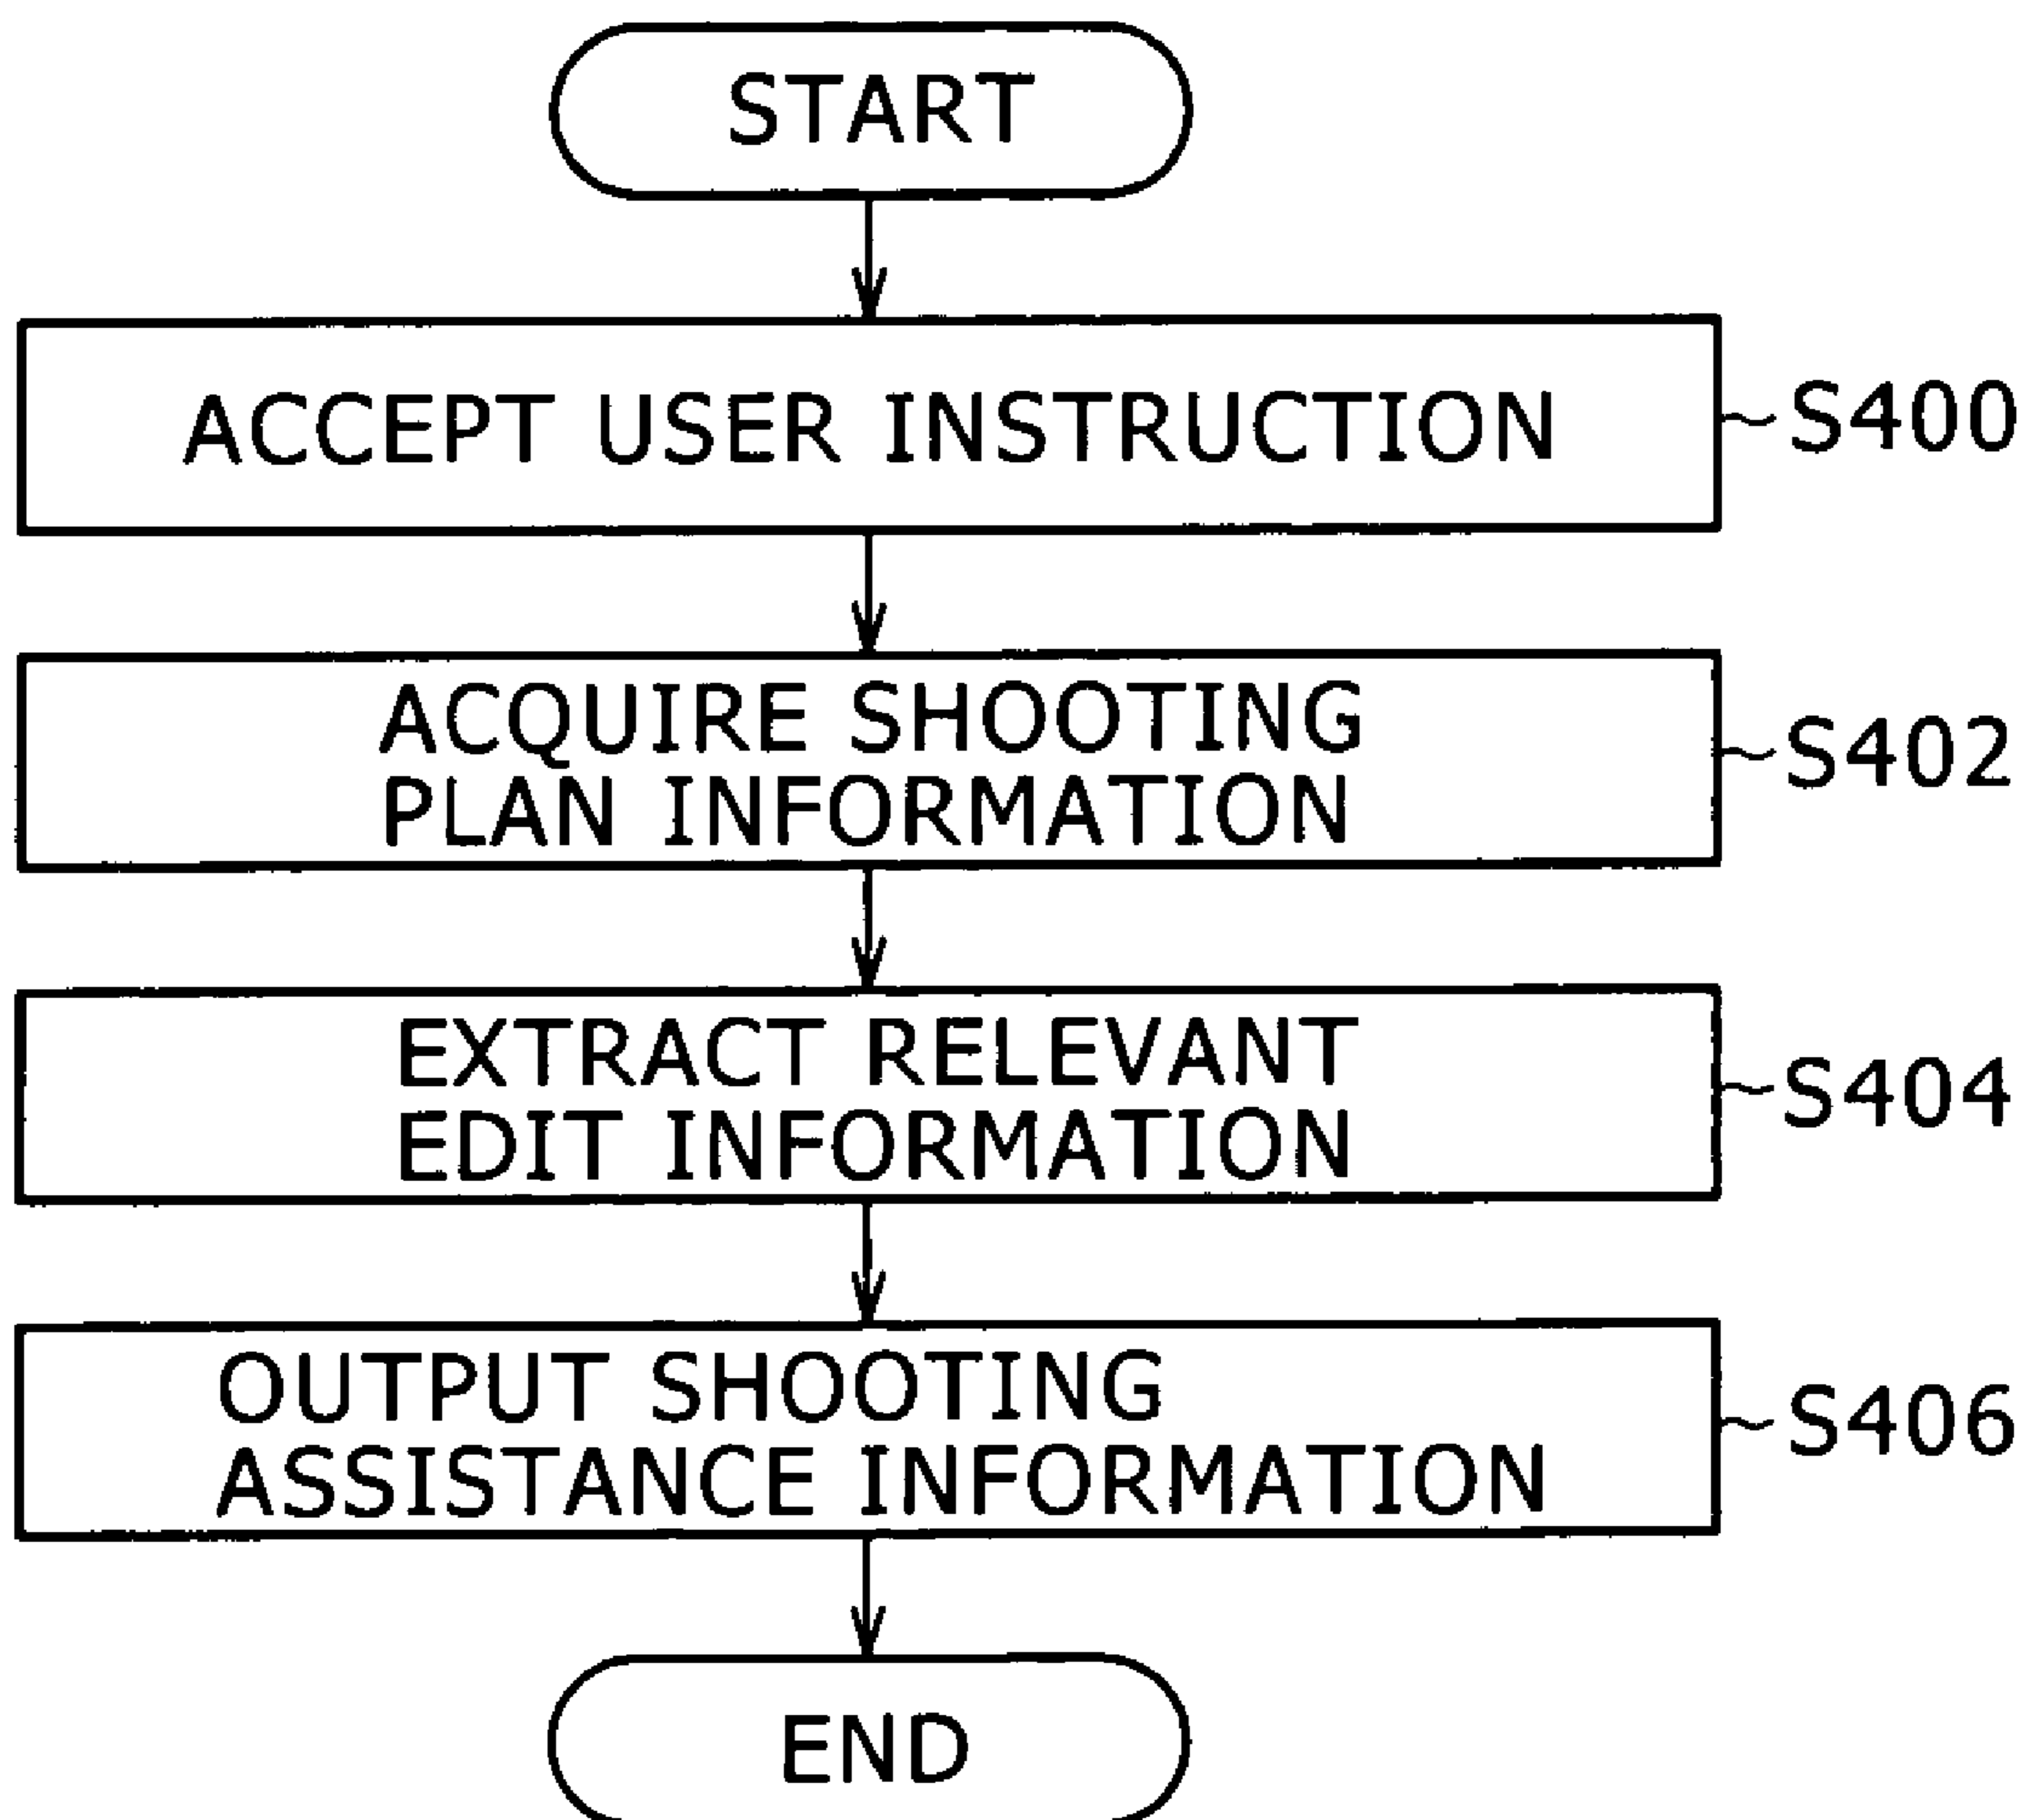 START
ACCEPT USER INSTRUCTION
S400
ACQUIRE SHOOTING
PLAN INFORMATION
S402
EXTRACT RELEVANT
EDIT INFORMATION
S404
OUTPUT SHOOTING
ASSISTANCE INFORMATION
S406
END